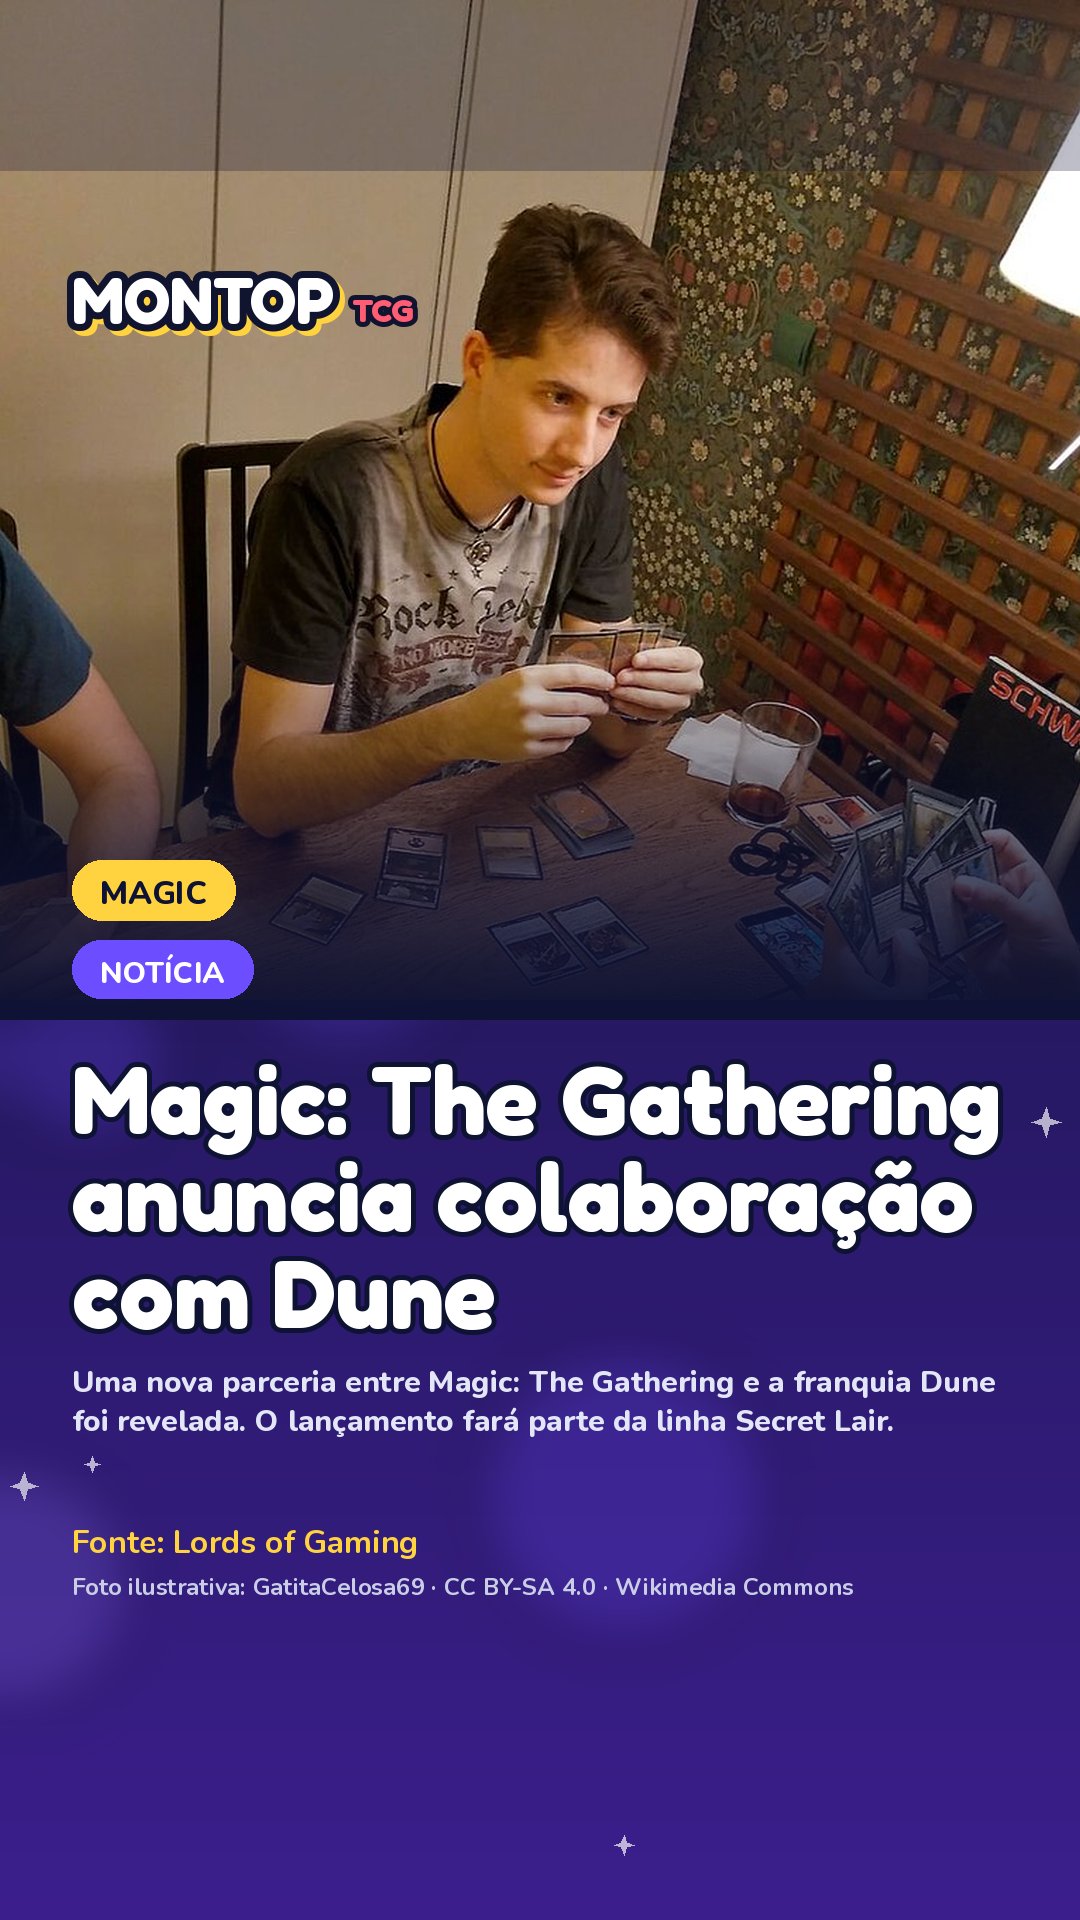 MONTOP TCG
Rock Rebel
NO MORE
SCHW
MAGIC
NOTÍCIA
Magic: The Gathering
anuncia colaboração
com Dune
Uma nova parceria entre Magic: The Gathering e a franquia Dune
foi revelada. O lançamento fará parte da linha Secret Lair.
Fonte: Lords of Gaming
Foto ilustrativa: GatitaCelosa69 · CC BY-SA 4.0 · Wikimedia Commons